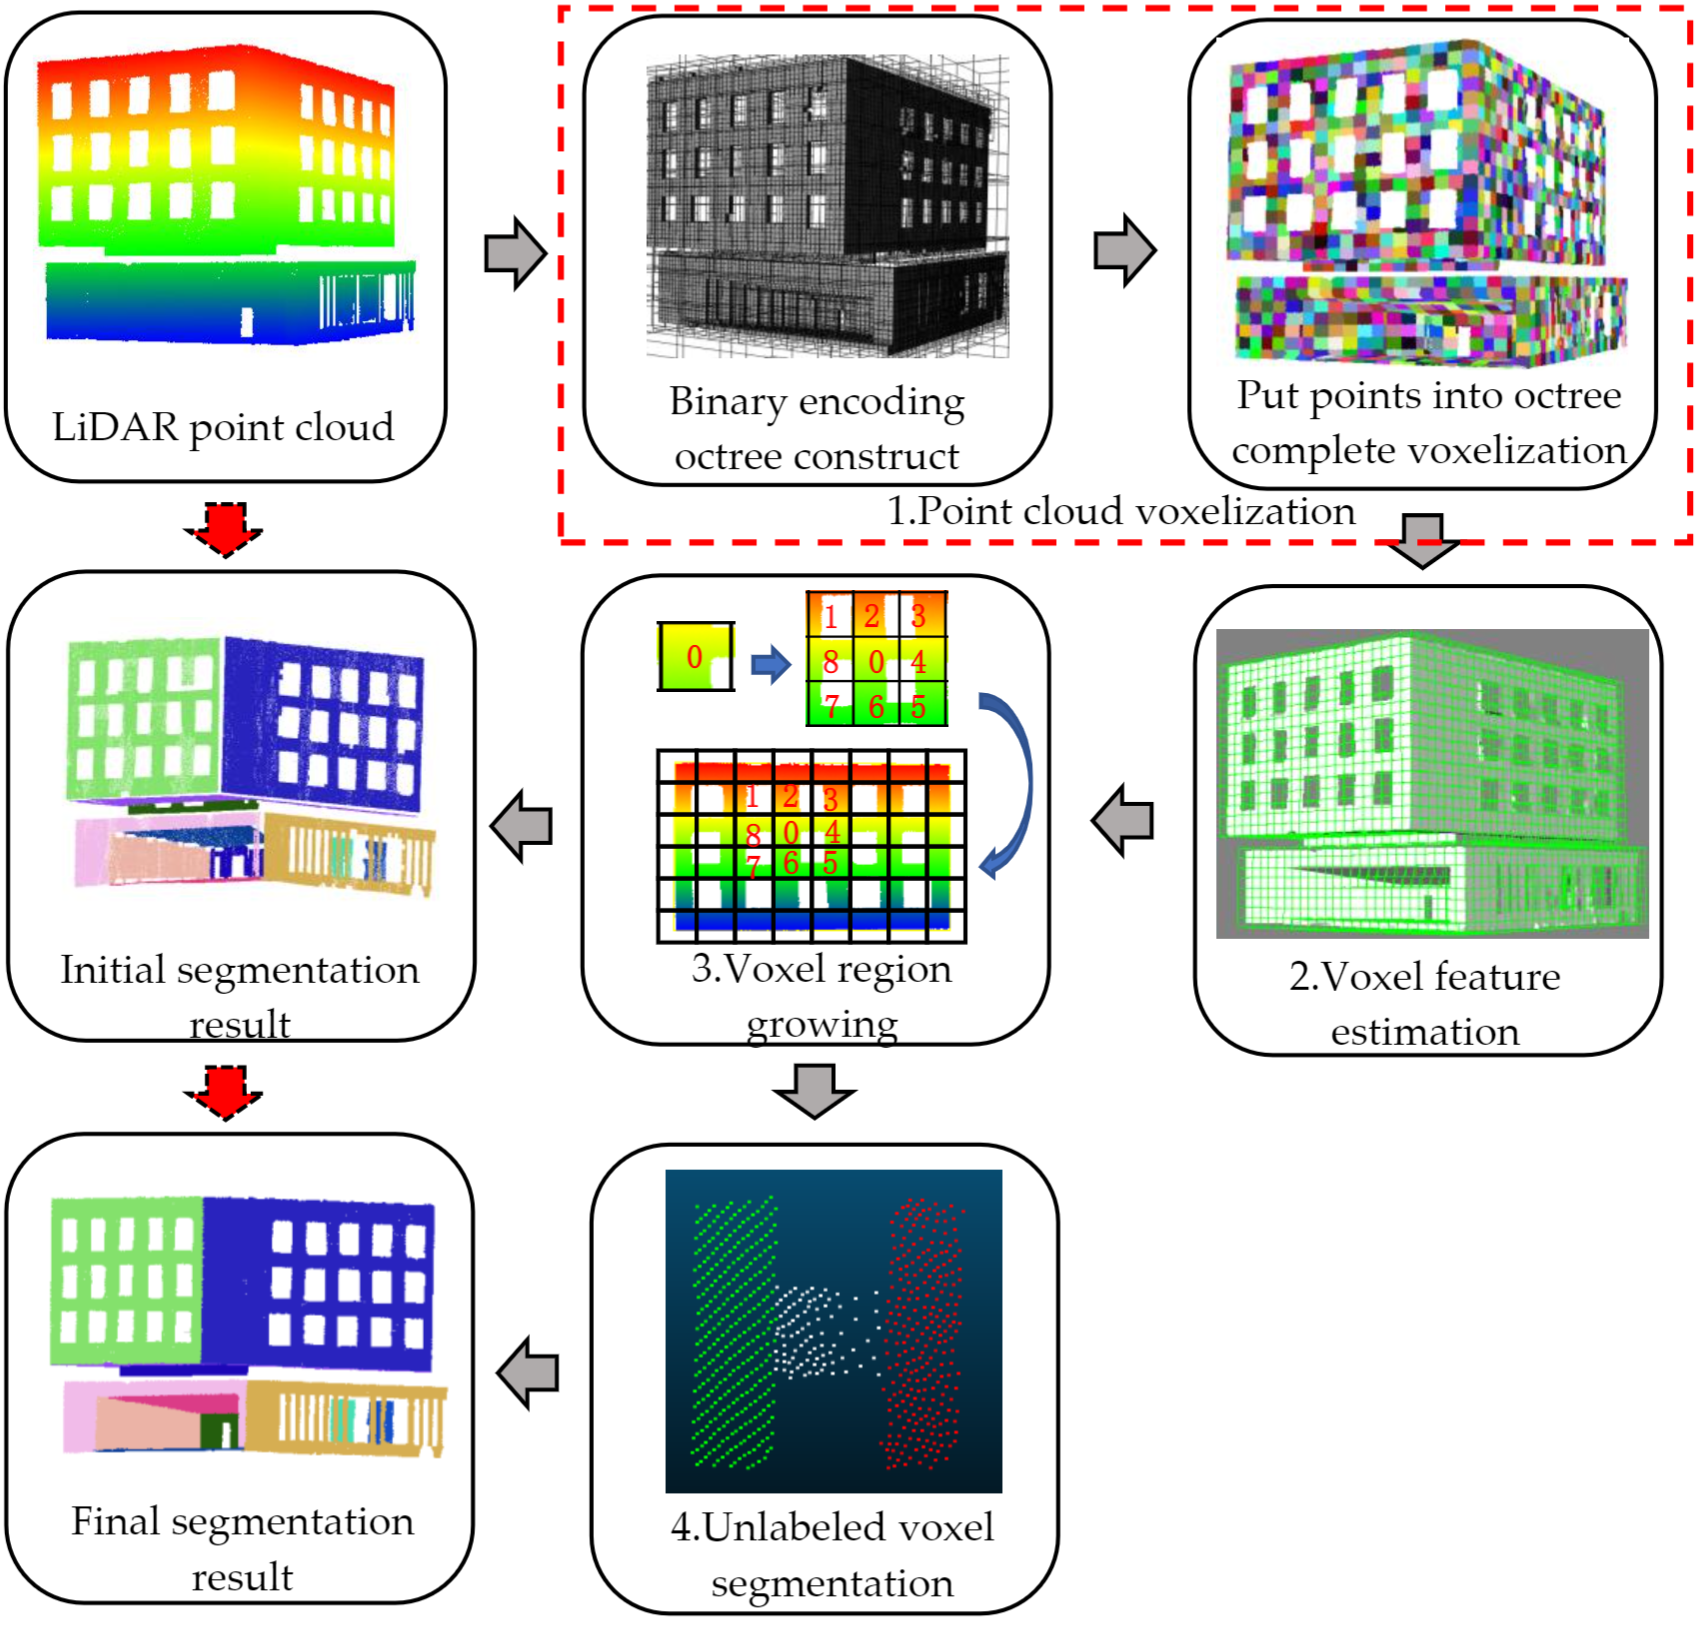 LiDAR point cloud
Binary encoding
octree construct
Put points into octree
complete voxelization
1.Point cloud voxelization
Initial segmentation
result
0
1 2 3
8 0 4
7 6 5
1 2 3
8 0 4
7 6 5
3.Voxel region
growing
2.Voxel feature
estimation
Final segmentation
result
4.Unlabeled voxel
segmentation